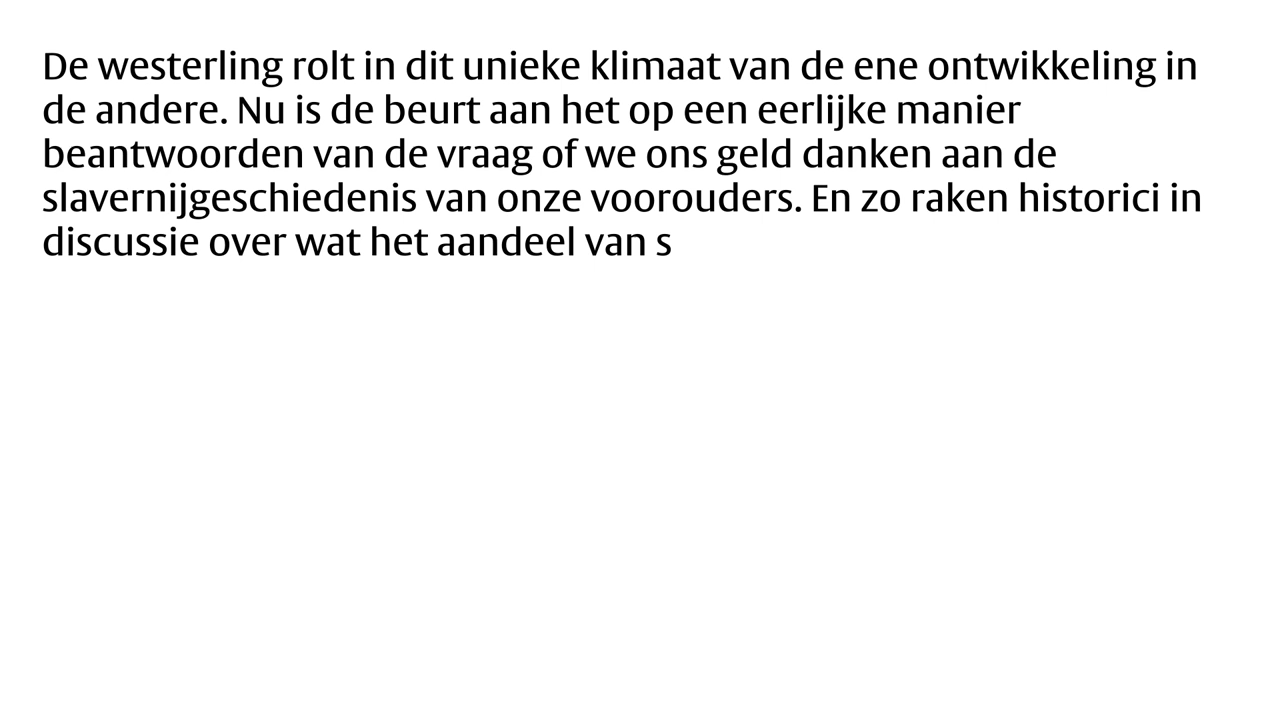 De westerling rolt in dit unieke klimaat van de ene ontwikkeling in
de andere. Nu is de beurt aan het op een eerlijke manier
beantwoorden van de vraag of we ons geld danken aan de
slavernijgeschiedenis van onze voorouders. En zo raken historici in
discussie over wat het aandeel van s